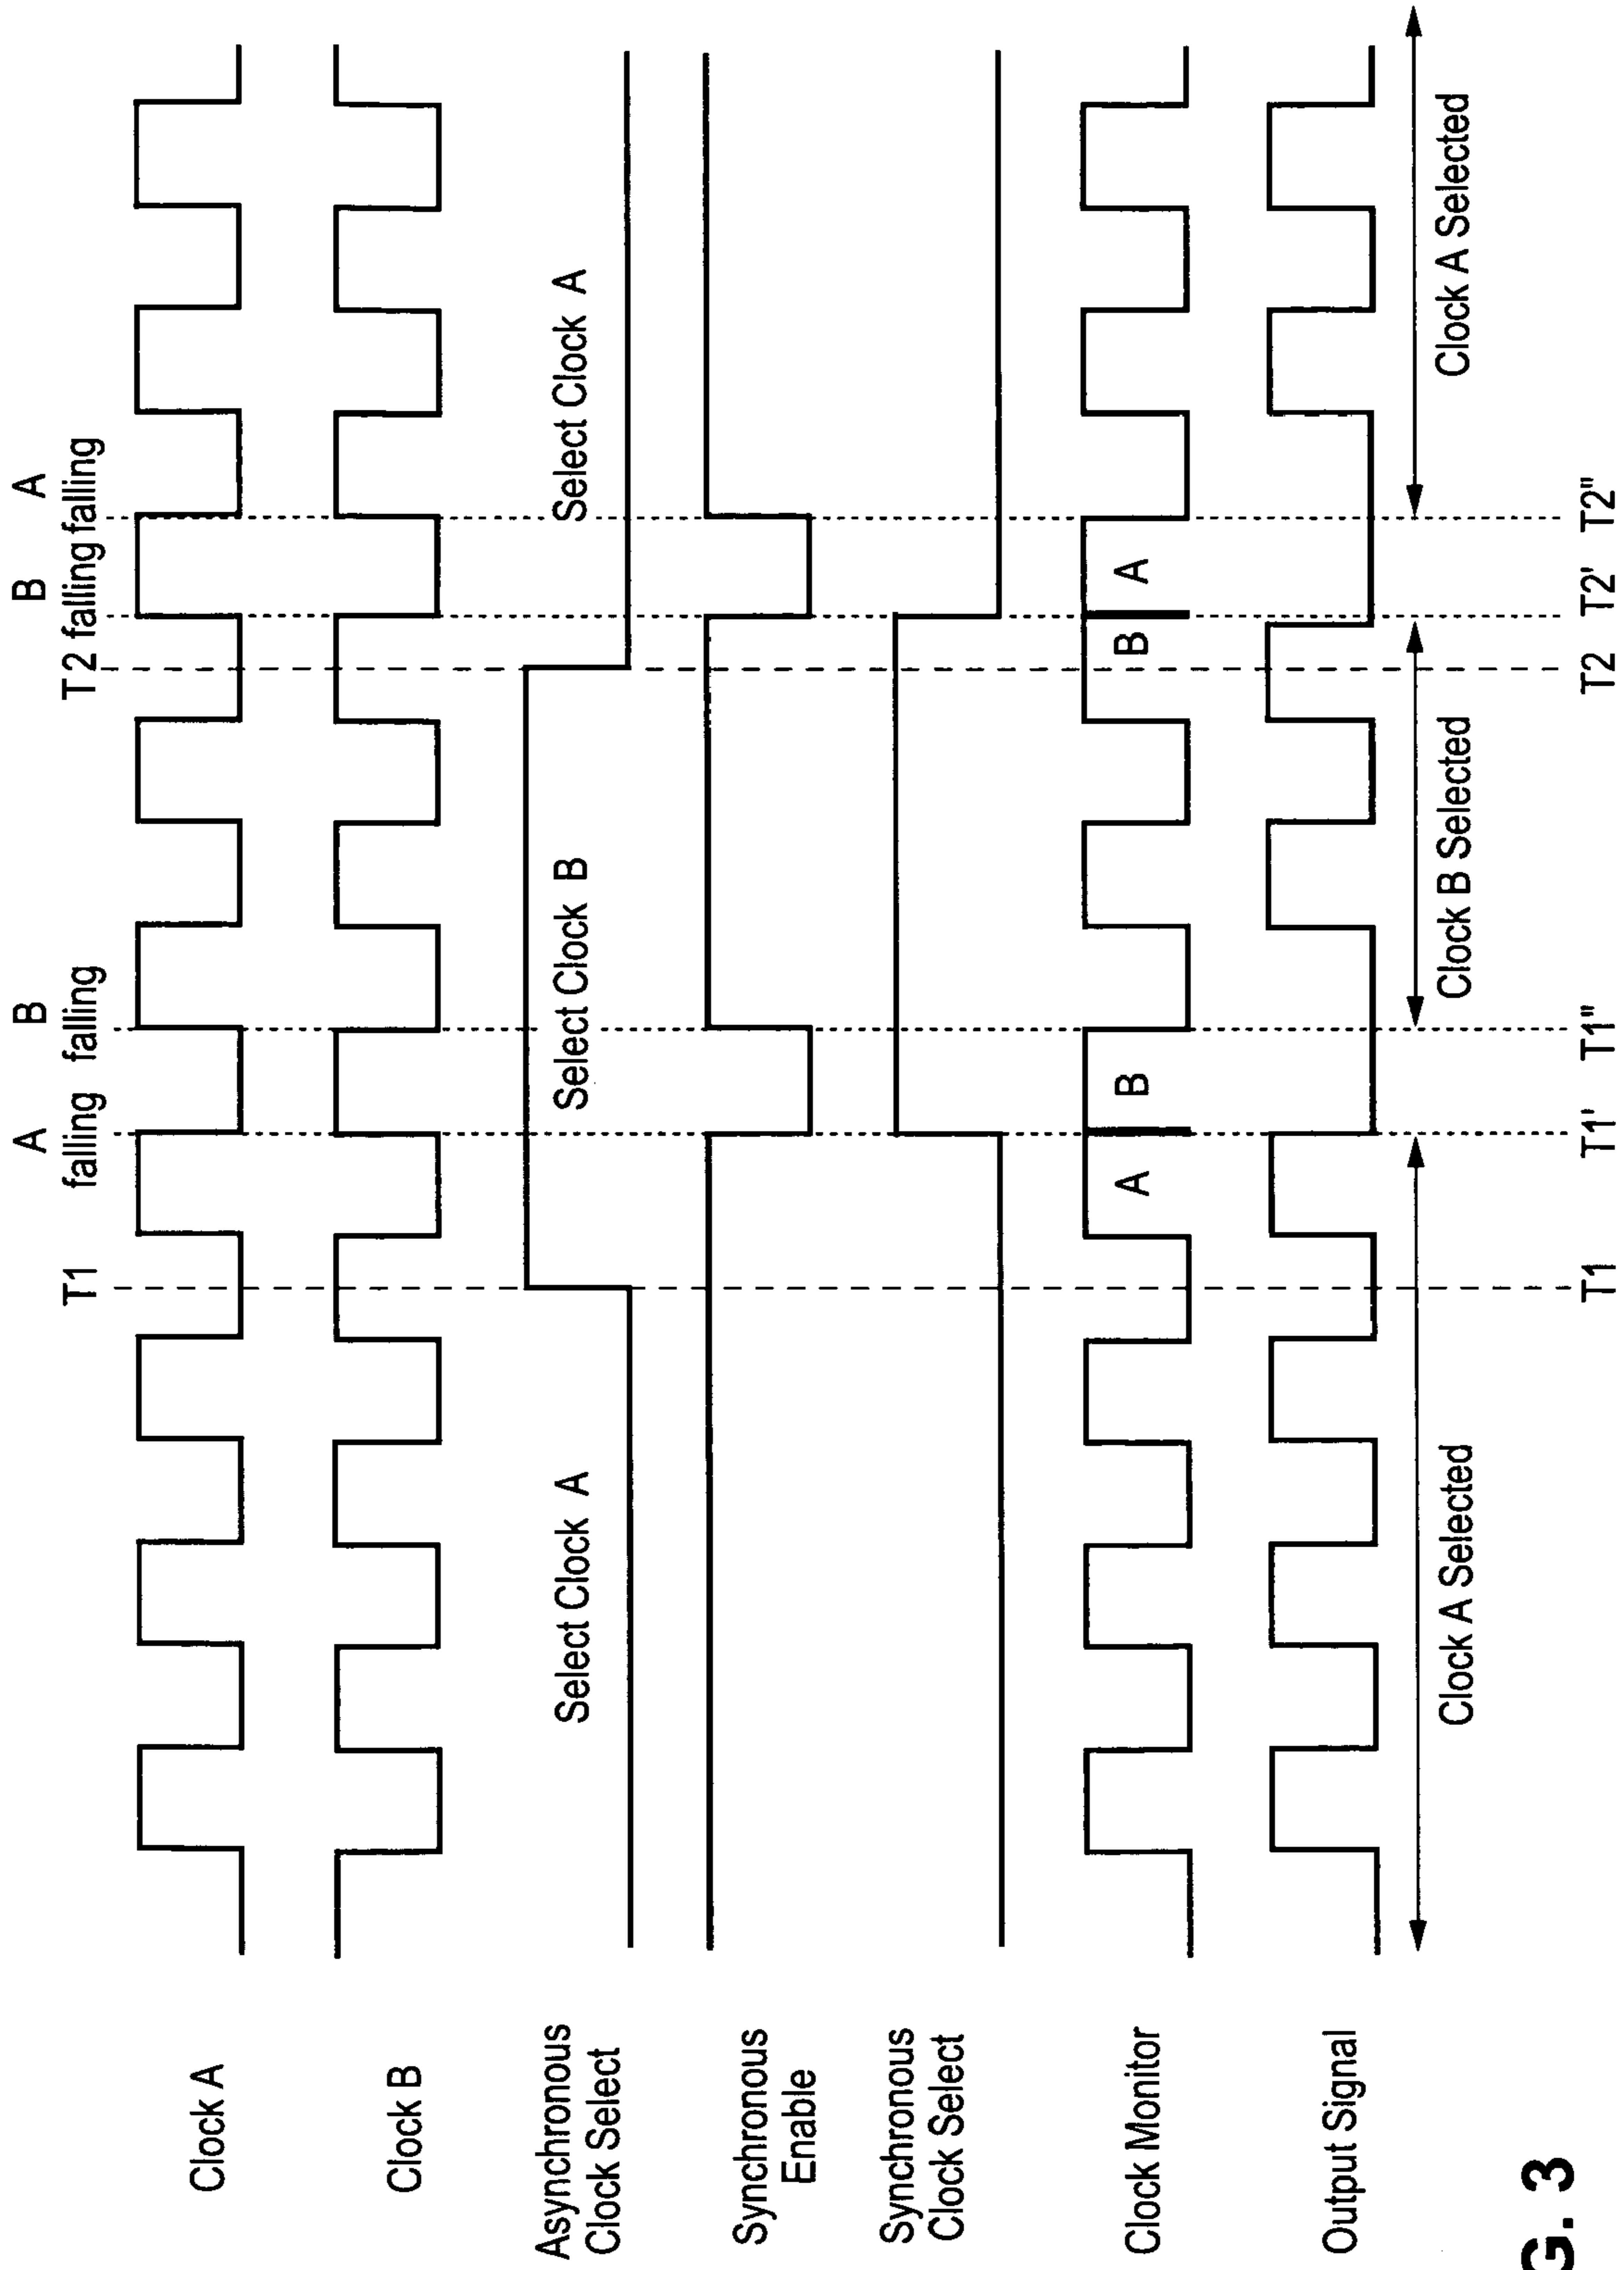 A
B
B
A
T1
falling
falling
T2
falling
falling
Clock A
Clock B
Asynchronous
Clock Select
Select Clock A
Select Clock B
Select Clock A
Synchronous
Enable
Synchronous
Clock Select
Clock Monitor
A
B
B
A
Output Signal
Clock A Selected
Clock B Selected
Clock A Selected
T1
T1'
T1"
T2
T2'
T2"
G. 3